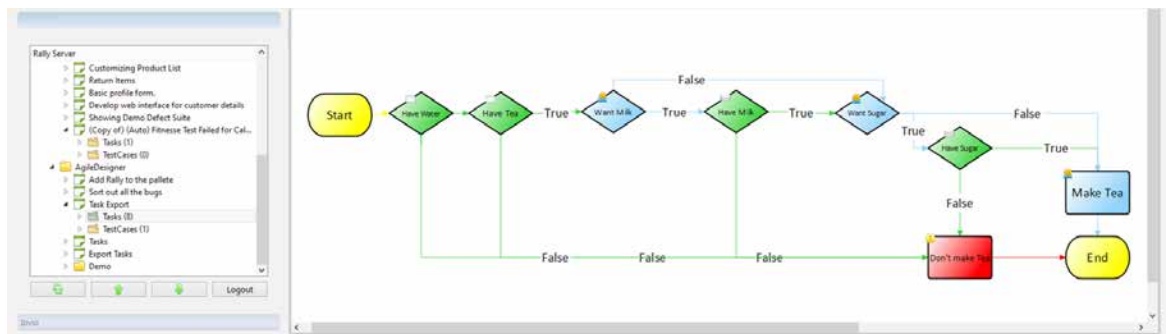 Rally Server
Customizing Product List
Return Items
Basic profile form.
Develop web interface for customer details
Showing Demo Defect Suite
(Copy of) (Auto) Fitnesse Test Failed for Cal...
Tasks (1)
TestCases (0)
AgileDesigner
Add Rally to the pallete
Sort out all the bugs
Task Export
Tasks (8)
TestCases (1)
Tasks
Export Tasks
Demo
Logout
Start
Have Water
Have Tea
True
Want Milk
True
False
Have Milk
True
Want Sugar
True
False
Have Sugar
True
False
Make Tea
False
False
False
Don't make Tea
End